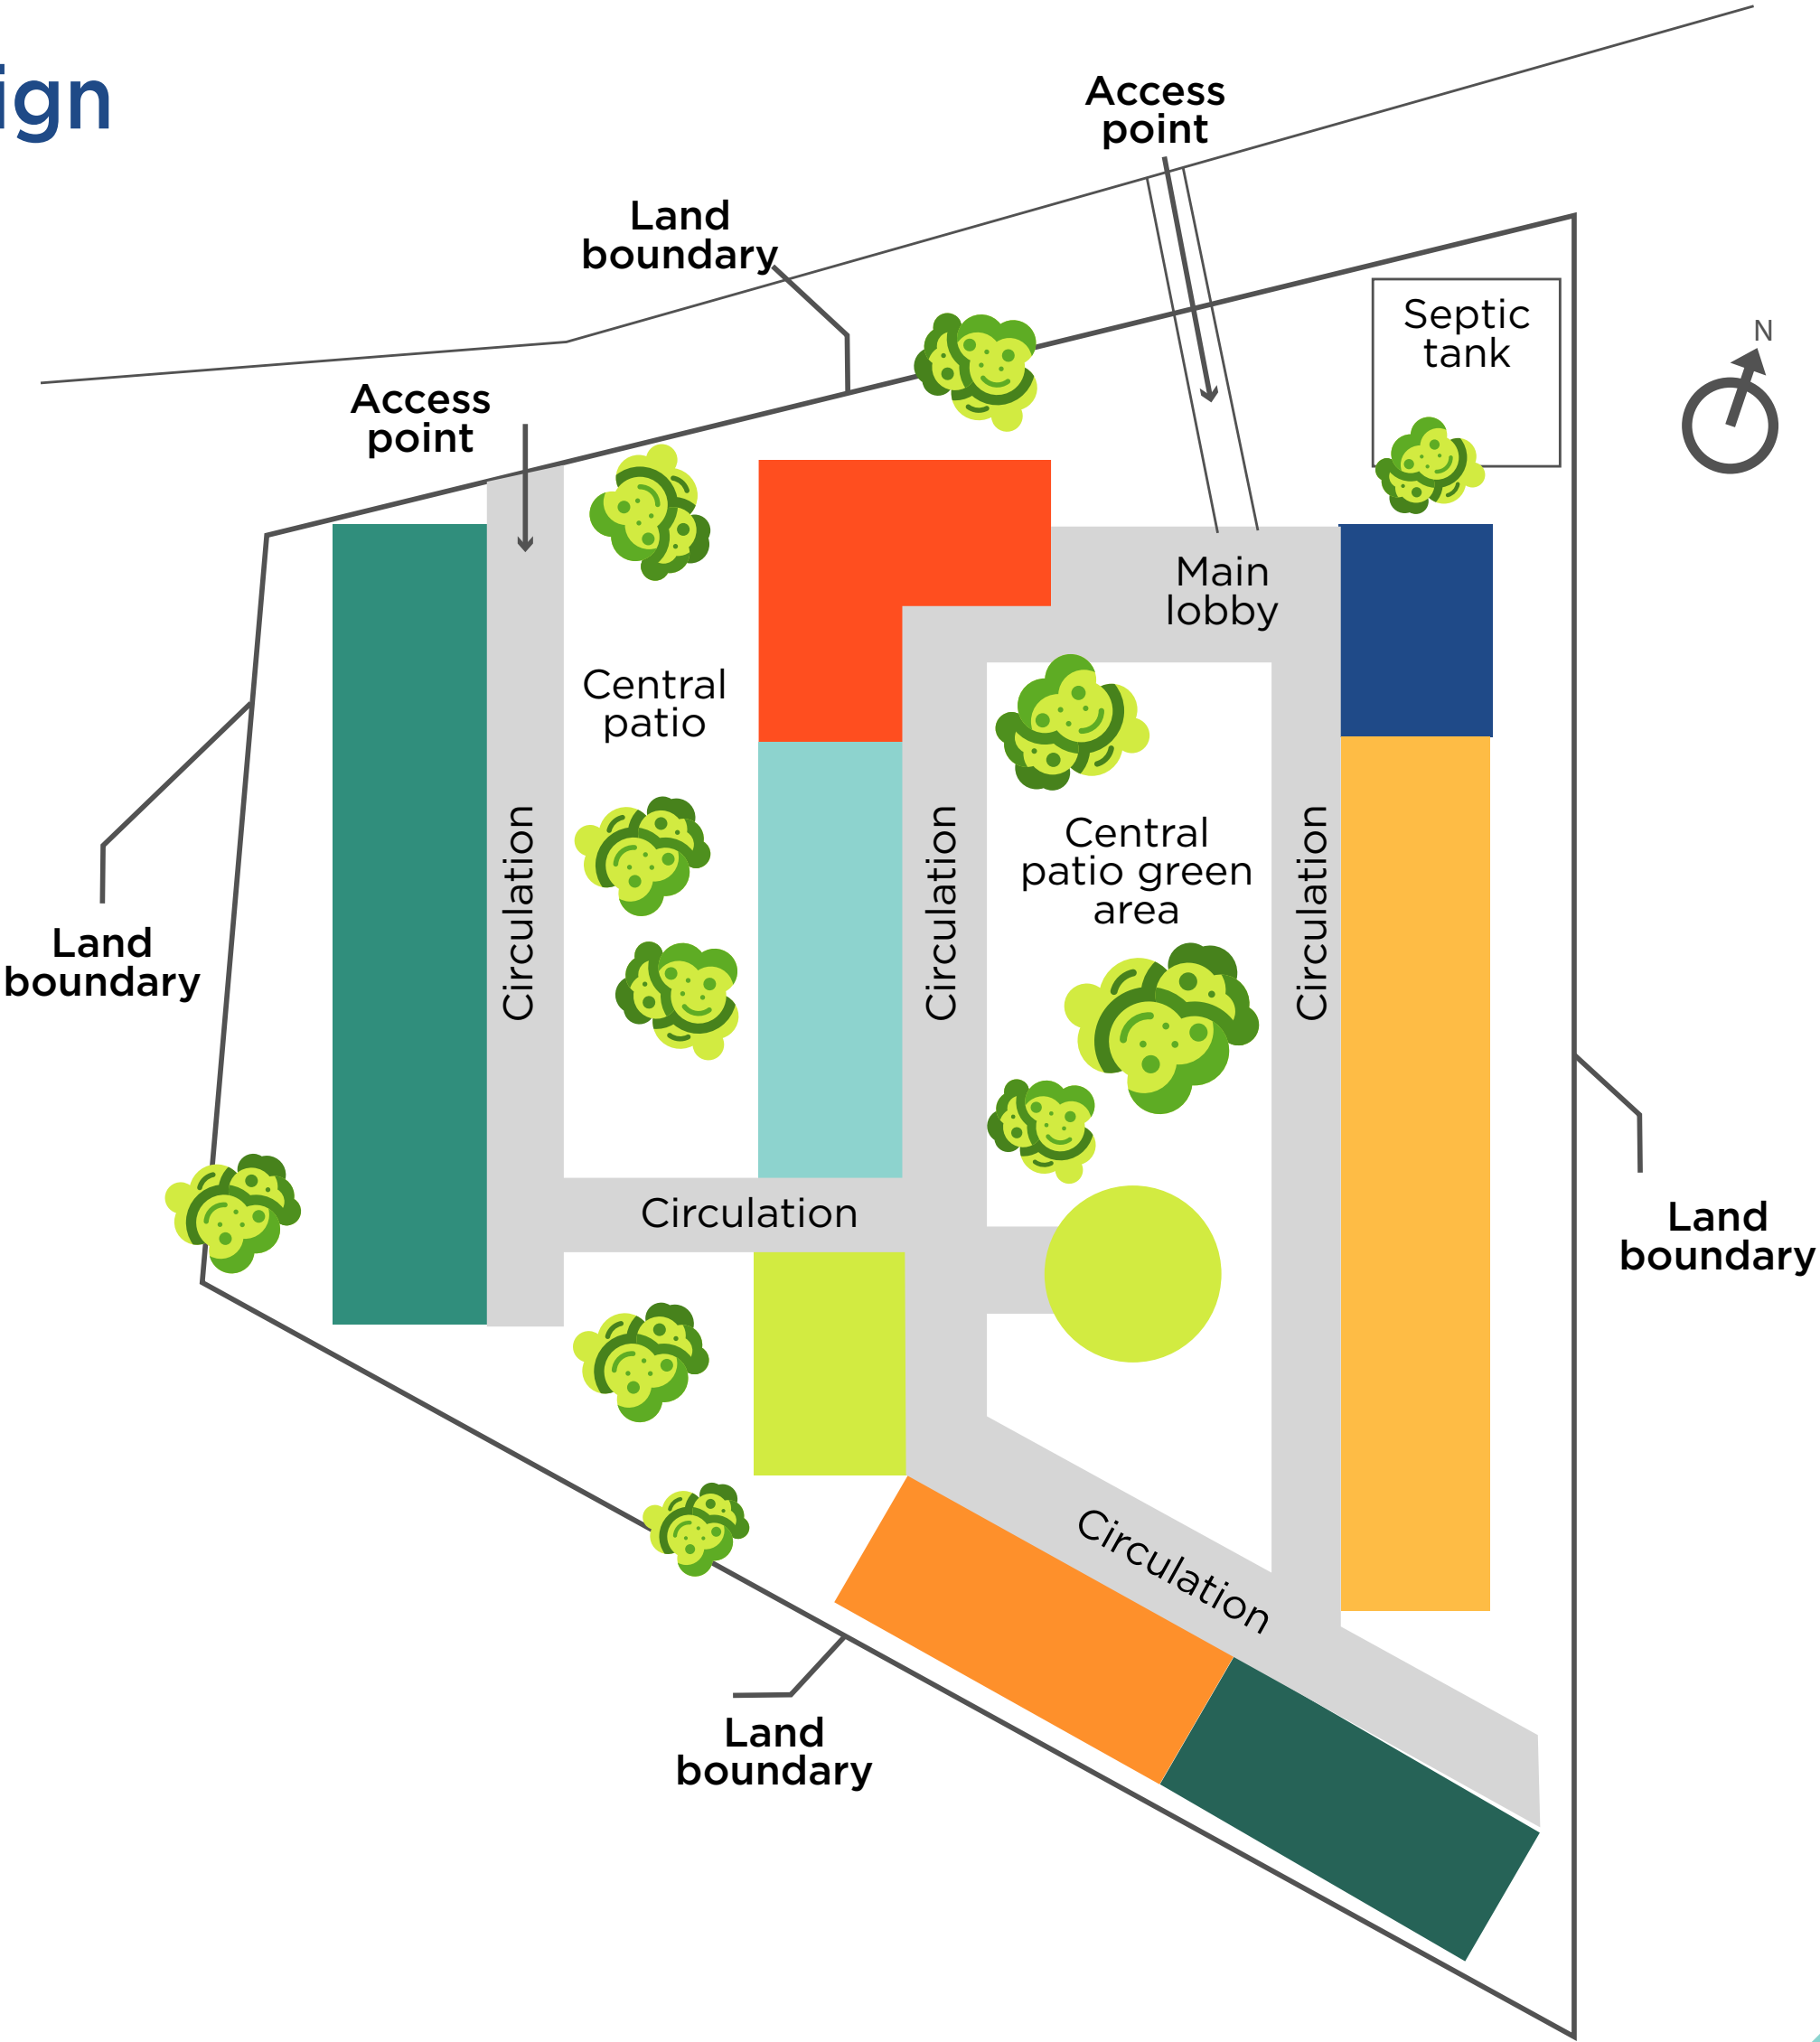 ign
Access
point
Land
boundary
Septic
tank
N
Access
point
Main
lobby
Central
patio
Central
patio green
area
Circulation
Circulation
Circulation
Land
boundary
Circulation
Land
boundary
Circulation
Land
boundary